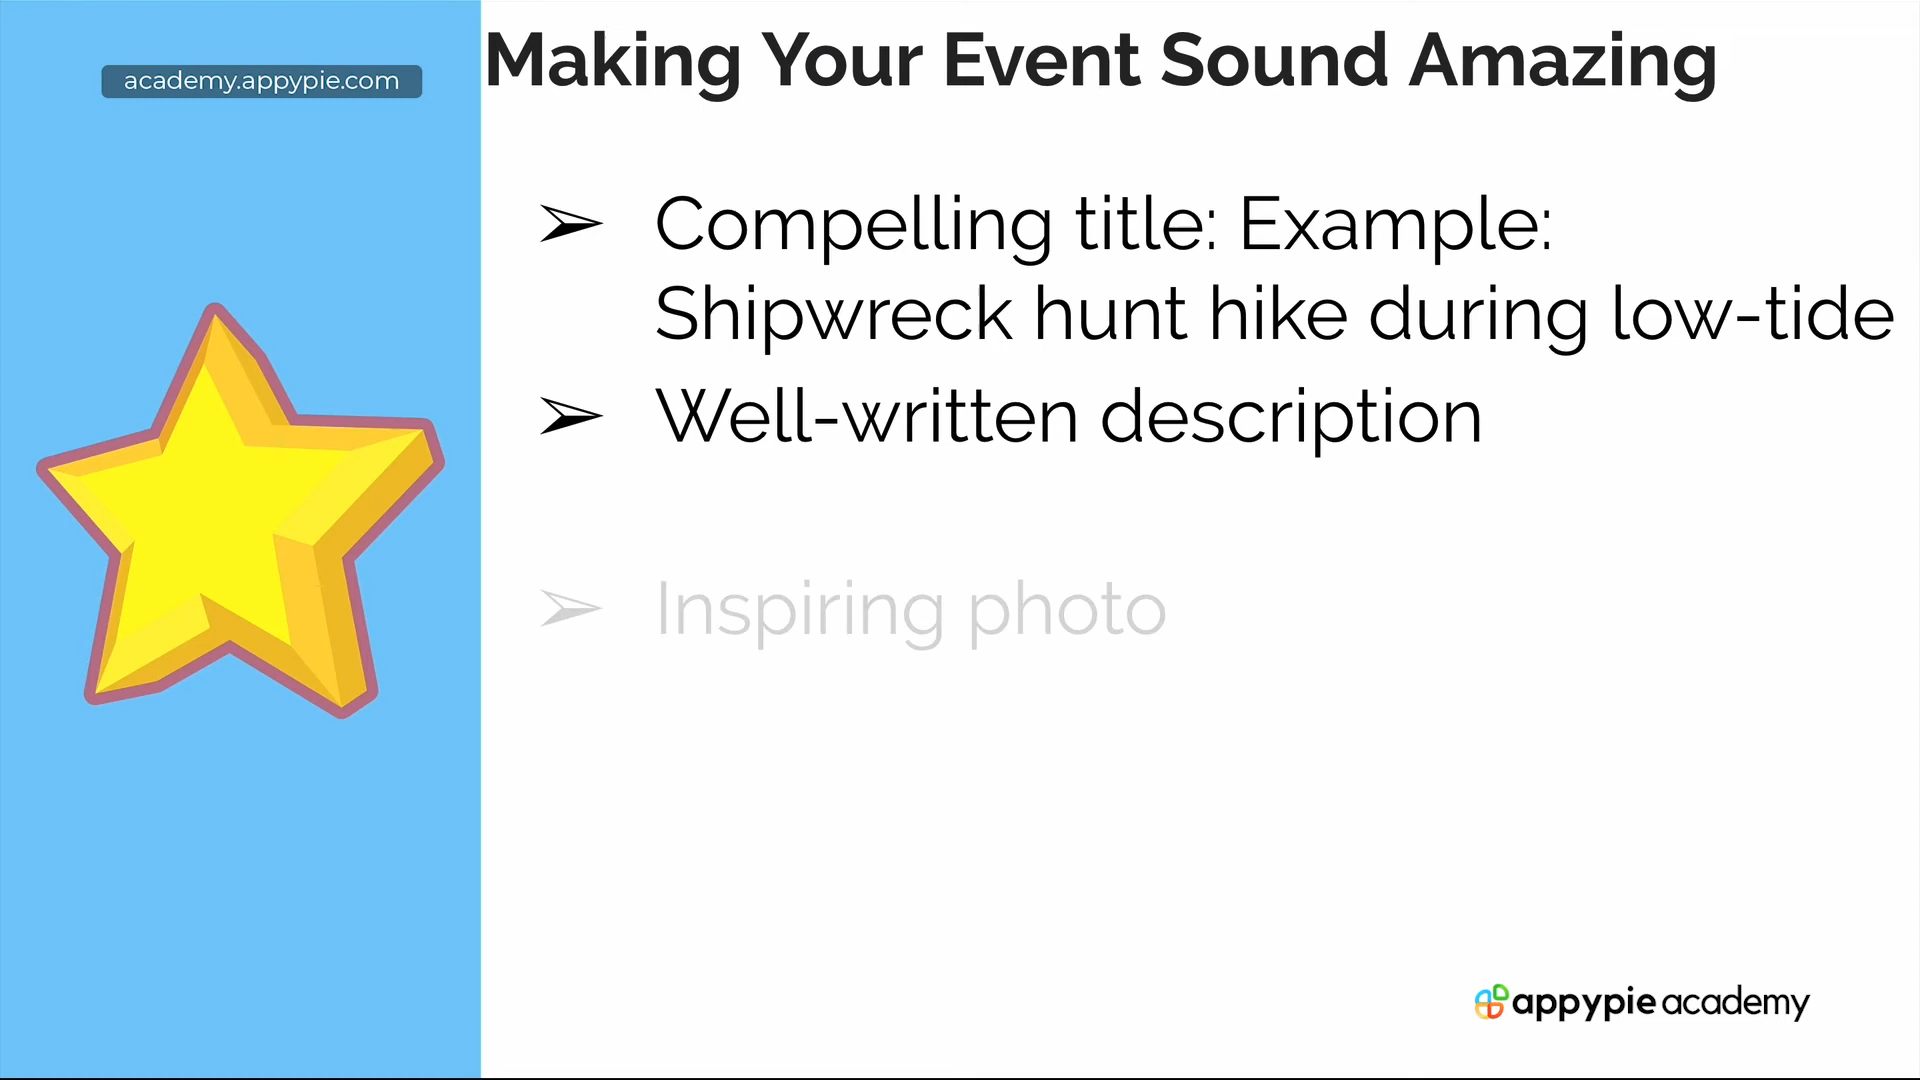 academy.appypie.com
Making Your Event Sound Amazing
➢ Compelling title: Example:
Shipwreck hunt hike during low-tide
➢ Well-written description
➢ Inspiring photo
appypie academy